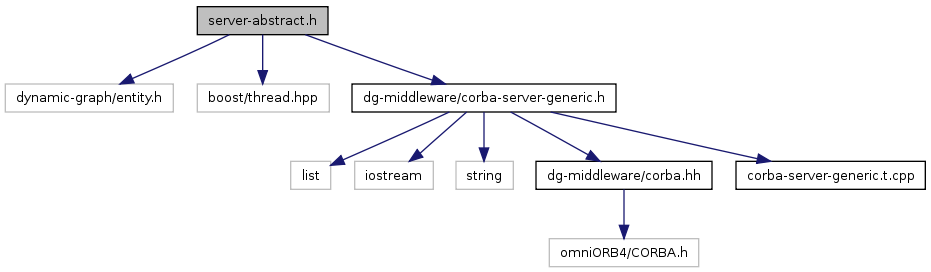 server-abstract.h
dynamic-graph/entity.h
boost/thread.hpp
dg-middleware/corba-server-generic.h
list
iostream
string
dg-middleware/corba.hh
corba-server-generic.t.cpp
omniORB4/CORBA.h